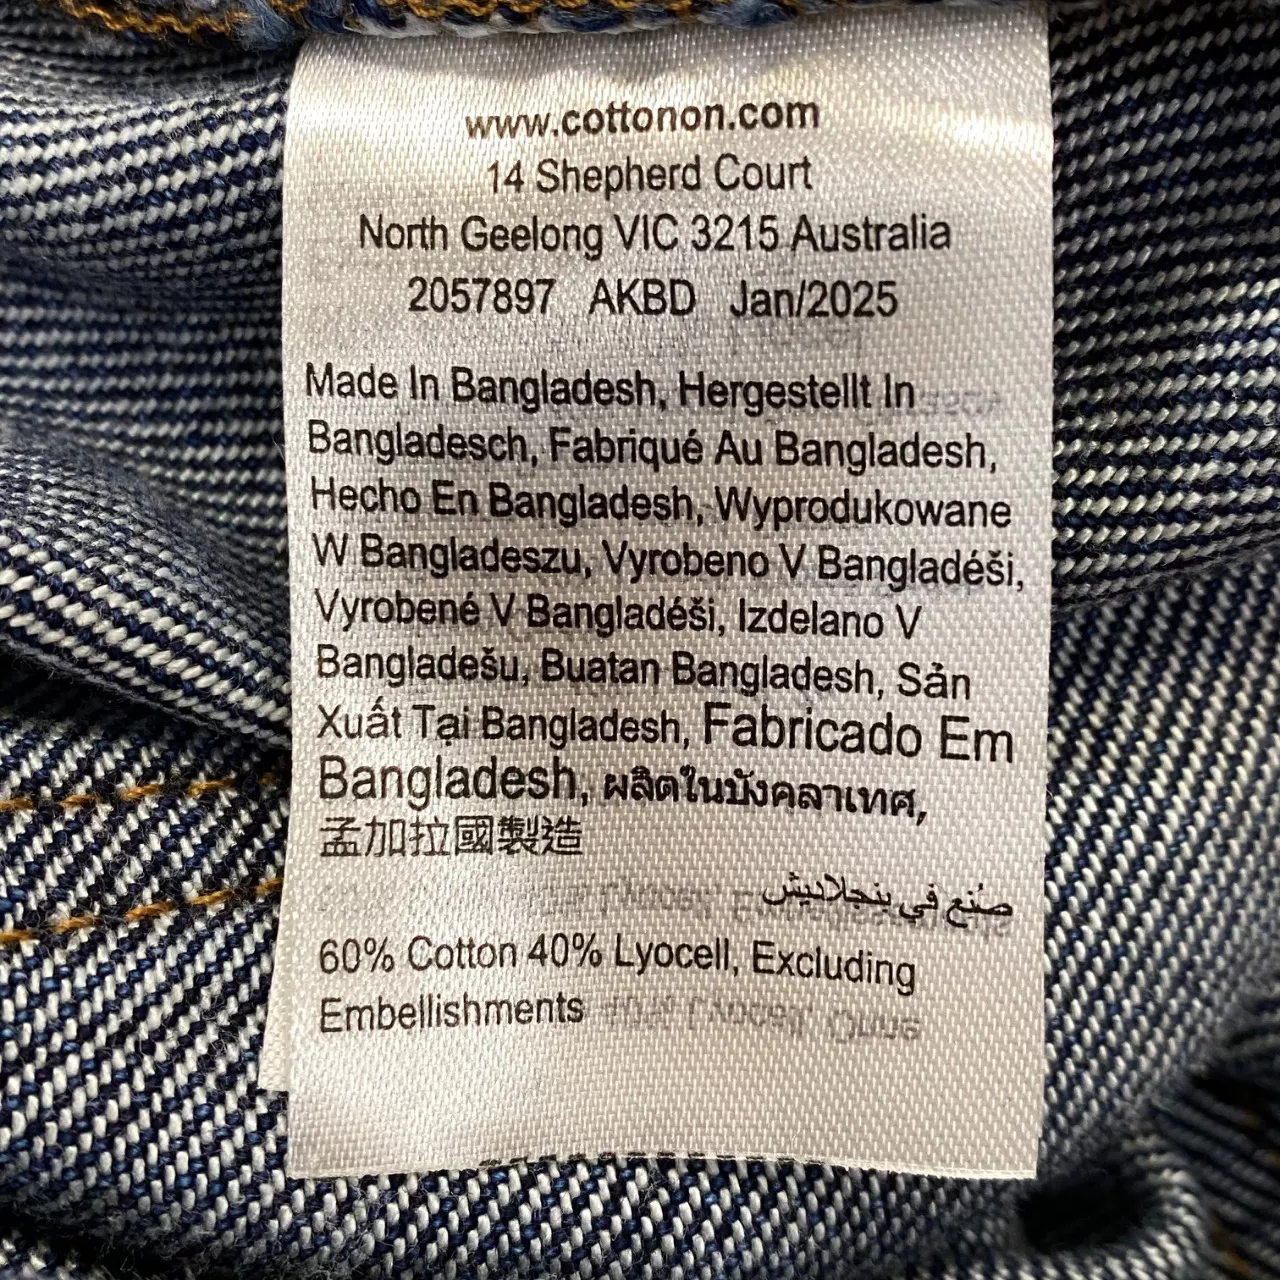 www.cottonon.com
14 Shepherd Court
North Geelong VIC 3215 Australia
2057897 AKBD Jan/2025
Made In Bangladesh, Hergestellt In
Bangladesch, Fabriqué Au Bangladesh,
Hecho En Bangladesh, Wyprodukowane
W Bangladeszu, Vyrobeno V Bangladéši,
Vyrobené V Bangladéši, Izdelano V
Bangladešu, Buatan Bangladesh, Sản
Xuất Tại Bangladesh, Fabricado Em
Bangladesh, ผลิตในบังคลาเทศ,
孟加拉國製造
صُنع في بنجلاديش
60% Cotton 40% Lyocell, Excluding
Embellishments